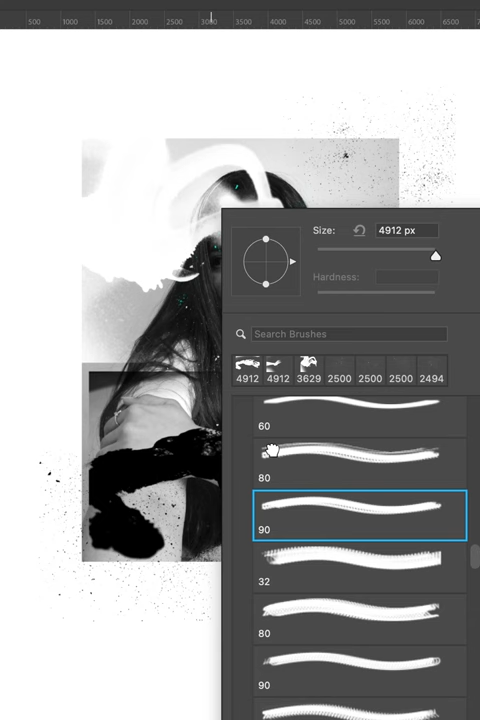 500 1000 1500 2000 2500 3000 3500 4000 4500 5000 5500 6000 6500
Size: 4912 px
Hardness:
Search Brushes
4912 4912 3629 2500 2500 2500 2494
60
80
90
32
80
90